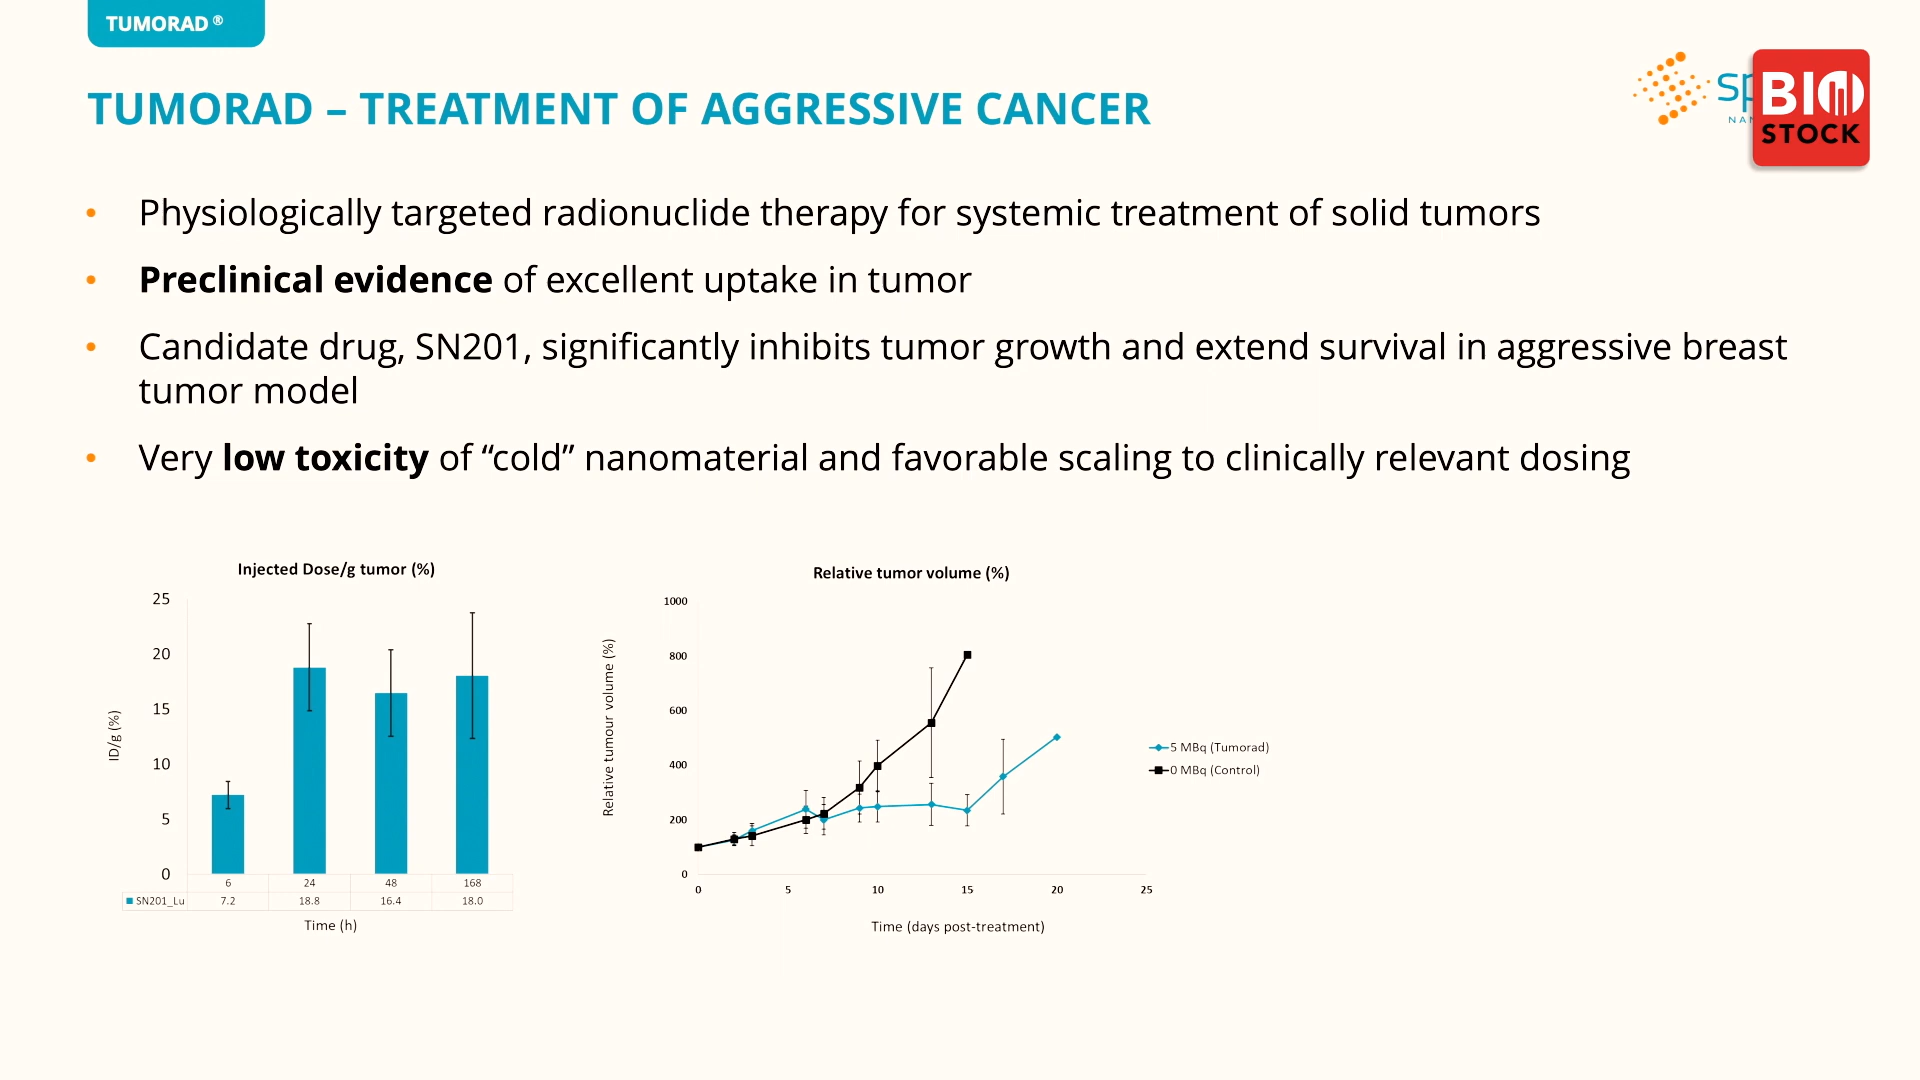 TUMORAD ®
TUMORAD – TREATMENT OF AGGRESSIVE CANCER
BIO
STOCK
• Physiologically targeted radionuclide therapy for systemic treatment of solid tumors
• Preclinical evidence of excellent uptake in tumor
• Candidate drug, SN201, significantly inhibits tumor growth and extend survival in aggressive breast
tumor model
• Very low toxicity of “cold” nanomaterial and favorable scaling to clinically relevant dosing
Injected Dose/g tumor (%)
25
20
15
10
5
0
ID/g (%)
6 24 48 168
SN201_Lu 7.2 18.8 16.4 18.0
Time (h)
Relative tumor volume (%)
1000
800
600
400
200
0
Relative tumour volume (%)
0 5 10 15 20 25
Time (days post-treatment)
5 MBq (Tumorad)
0 MBq (Control)